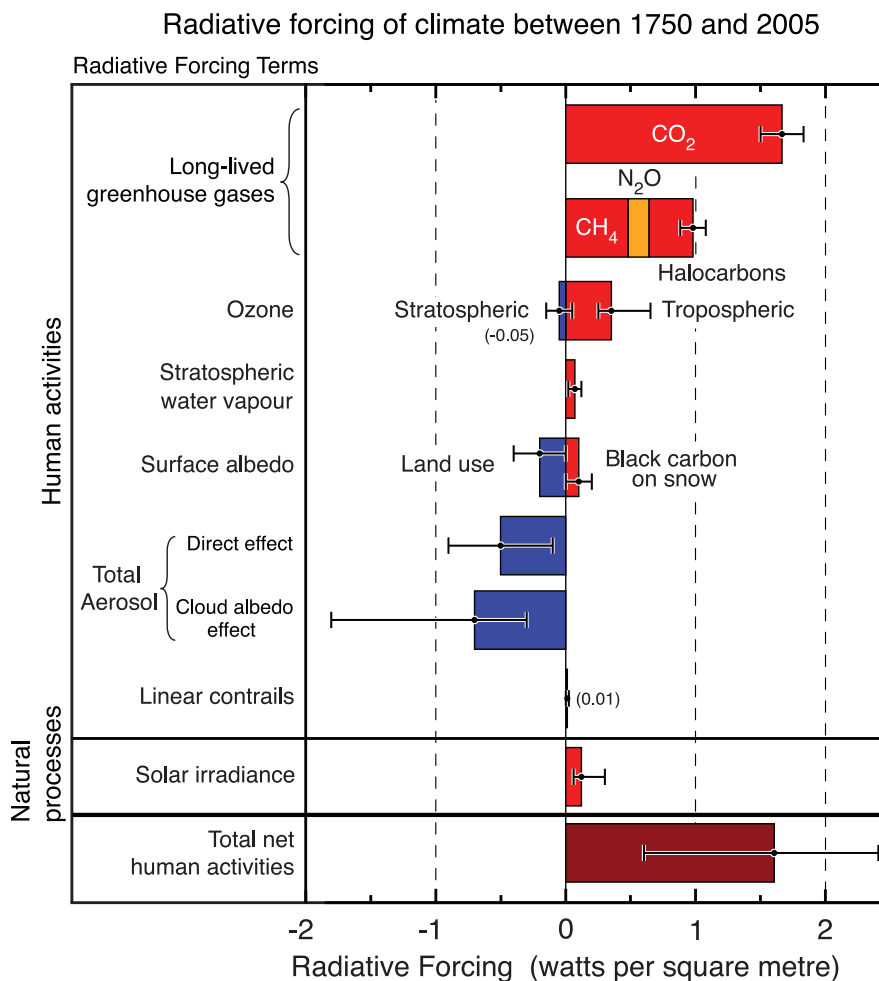 Radiative forcing of climate between 1750 and 2005
Radiative Forcing Terms
Human activities
Long-lived
greenhouse gases
CO₂
N₂O
CH₄
Halocarbons
Ozone
Stratospheric
(-0.05)
Tropospheric
Stratospheric
water vapour
Surface albedo
Land use
Black carbon
on snow
Total
Aerosol
Direct effect
Cloud albedo
effect
Linear contrails
(0.01)
Natural
processes
Solar irradiance
Total net
human activities
-2 -1 0 1 2
Radiative Forcing (watts per square metre)